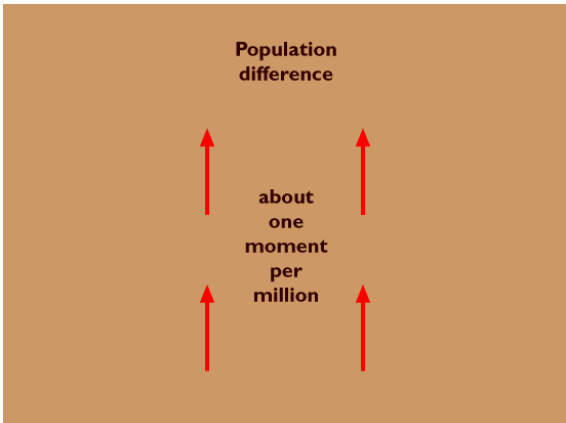 Population
difference
about
one
moment
per
million